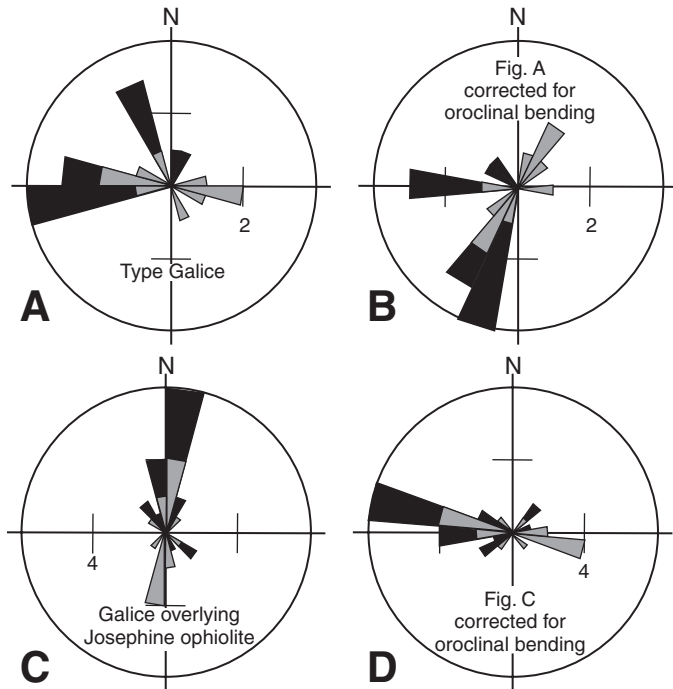 N
Type Galice
2
A
N
Fig. A
corrected for
oroclinal bending
2
B
N
4
Galice overlying
Josephine ophiolite
C
4
Fig. C
corrected for
oroclinal bending
D